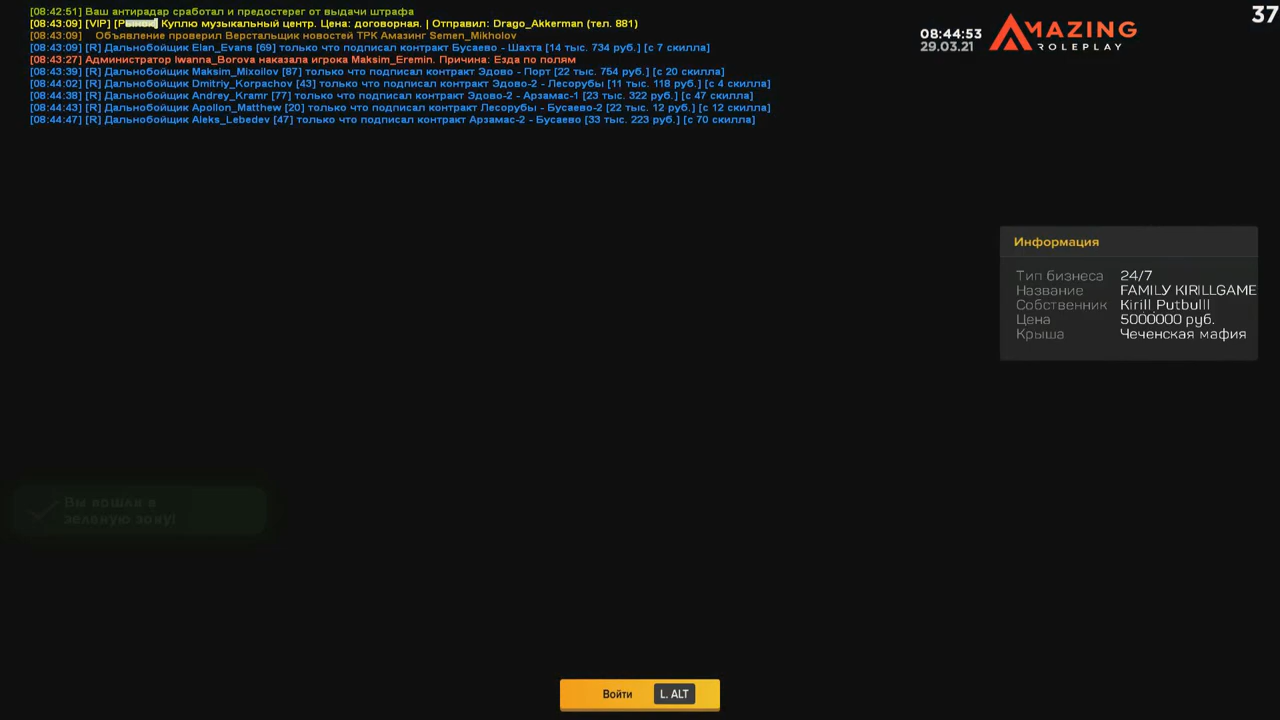 [08:42:51] Ваш антирадар сработал и предостерег от выдачи штрафа
[08:43:09] [VIP] [Рынок] Куплю музыкальный центр. Цена: договорная. | Отправил: Drago_Akkerman (тел. 881)
[08:43:09] Объявление проверил Верстальщик новостей ТРК Амазинг Semen_Mikholov
[08:43:09] [R] Дальнобойщик Elan_Evans [69] только что подписал контракт Бусаево - Шахта [14 тыс. 734 руб.] [с 7 скилла]
[08:43:27] Администратор Iwanna_Borova наказала игрока Maksim_Eremin. Причина: Езда по полям
[08:43:39] [R] Дальнобойщик Maksim_Mixoilov [87] только что подписал контракт Эдово - Порт [22 тыс. 754 руб.] [с 20 скилла]
[08:44:02] [R] Дальнобойщик Dmitriy_Korpachov [43] только что подписал контракт Эдово-2 - Лесорубы [11 тыс. 118 руб.] [с 4 скилла]
[08:44:38] [R] Дальнобойщик Andrey_Kramr [77] только что подписал контракт Эдово-2 - Арзамас-1 [23 тыс. 322 руб.] [с 47 скилла]
[08:44:43] [R] Дальнобойщик Apollon_Matthew [20] только что подписал контракт Лесорубы - Бусаево-2 [22 тыс. 12 руб.] [с 12 скилла]
[08:44:47] [R] Дальнобойщик Aleks_Lebedev [47] только что подписал контракт Арзамас-2 - Бусаево [33 тыс. 223 руб.] [с 70 скилла]
37
08:44:53
29.03.21
AMAZING
ROLEPLAY
Информация
Тип бизнеса 24/7
Название FAMILY KIRILLGAME
Собственник Kirill Putbulll
Цена 5000000 руб.
Крыша Чеченская мафия
Вы вошли в
зеленую зону!
Войти L. ALT